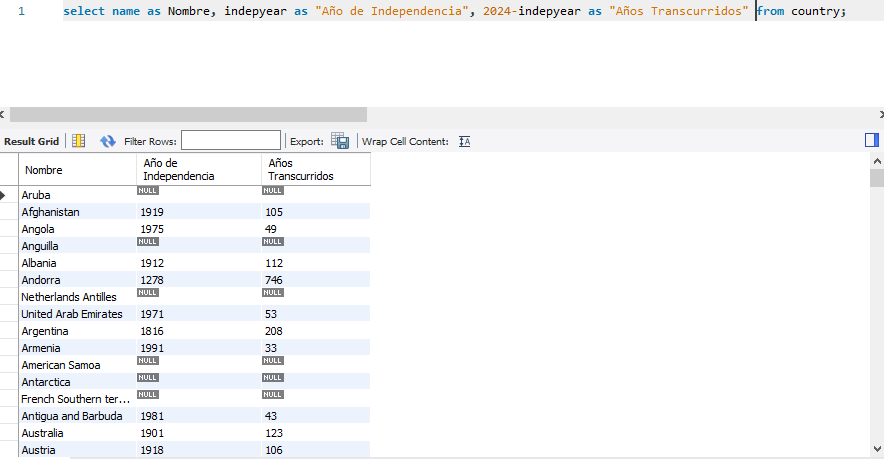 1 select name as Nombre, indepyear as "Año de Independencia", 2024-indepyear as "Años Transcurridos" from country;
Result Grid Filter Rows: Export: Wrap Cell Content: IA
Nombre Año de Independencia Años Transcurridos
Aruba NULL NULL
Afghanistan 1919 105
Angola 1975 49
Anguilla NULL NULL
Albania 1912 112
Andorra 1278 746
Netherlands Antilles NULL NULL
United Arab Emirates 1971 53
Argentina 1816 208
Armenia 1991 33
American Samoa NULL NULL
Antarctica NULL NULL
French Southern ter... NULL NULL
Antigua and Barbuda 1981 43
Australia 1901 123
Austria 1918 106